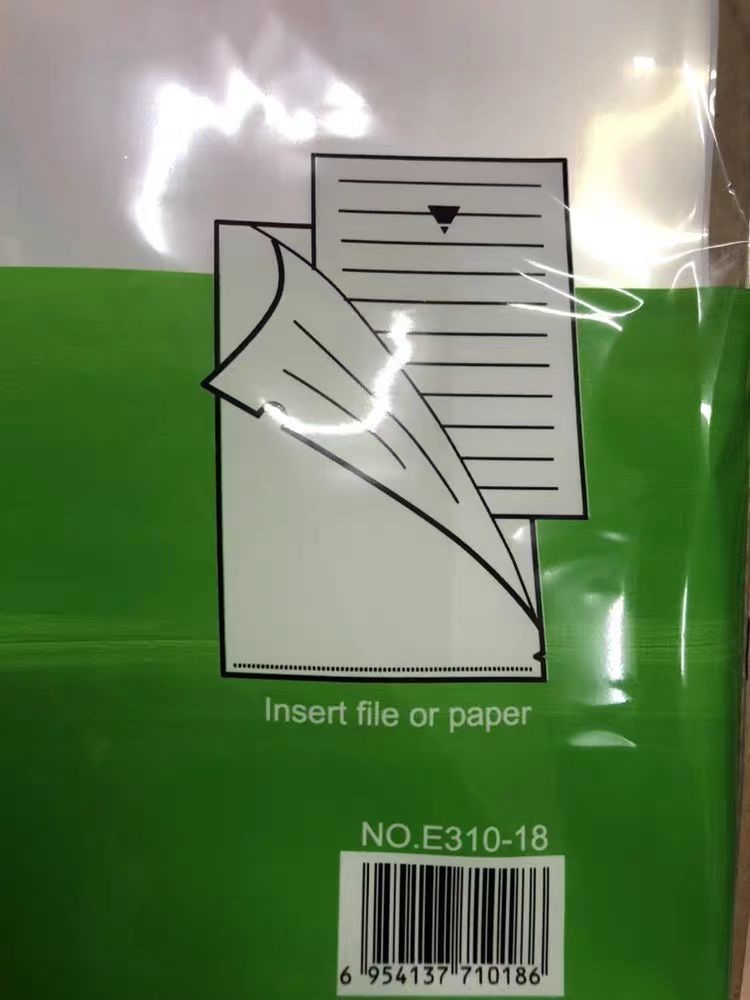 Insert file or paper
NO.E310-18
6 954137 710186